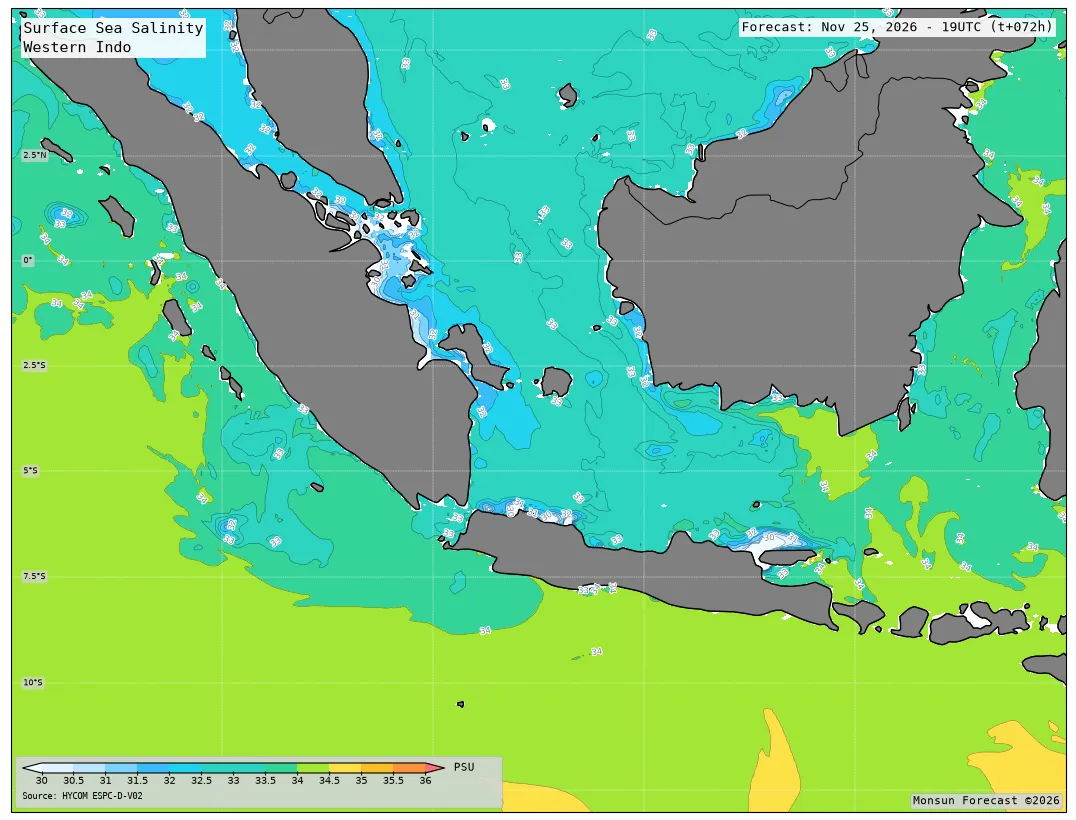 Surface Sea Salinity
Western Indo
Forecast: Nov 25, 2026 - 19UTC (t+072h)
2.5°N
0°
2.5°S
5°S
7.5°S
10°S
30 30.5 31 31.5 32 32.5 33 33.5 34 34.5 35 35.5 36 PSU
Source: HYCOM ESPC-D-V02
Monsun Forecast ©2026